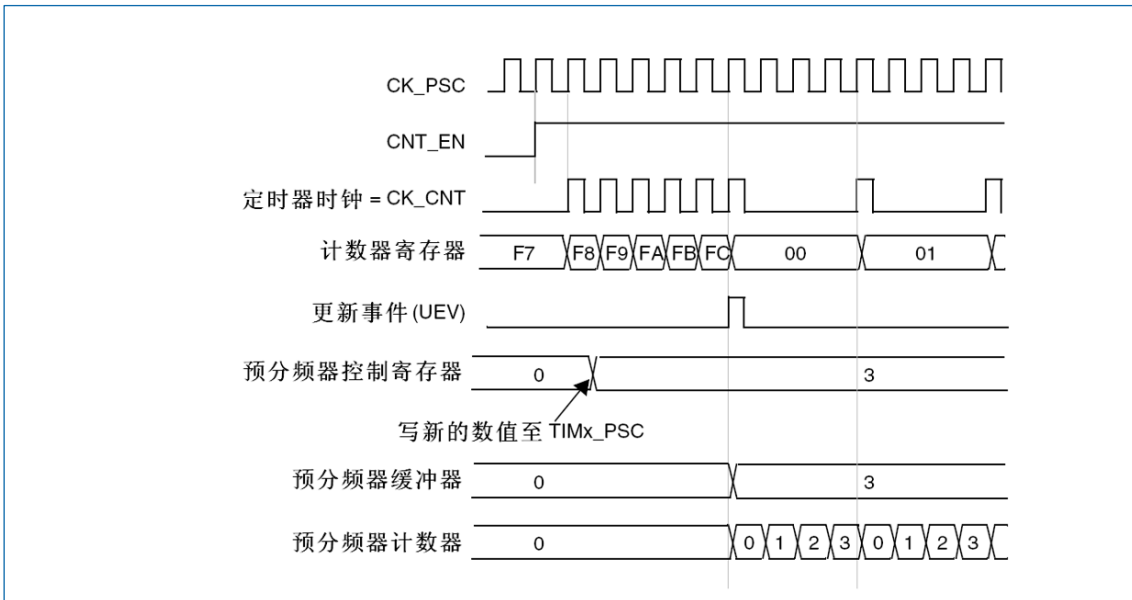 CK_PSC
CNT_EN
定时器时钟 = CK_CNT
计数器寄存器 F7 F8 F9 FA FB FC 00 01
更新事件(UEV)
预分频器控制寄存器 0 3
写新的数值至 TIMx_PSC
预分频器缓冲器 0 3
预分频器计数器 0 0 1 2 3 0 1 2 3